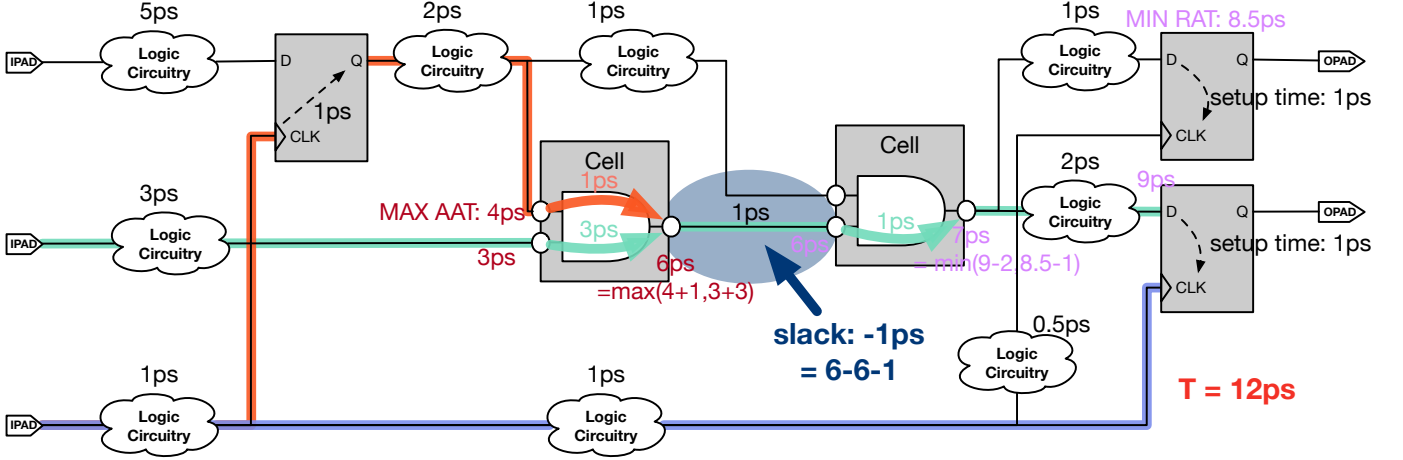 5ps
2ps
1ps
1ps
MIN RAT: 8.5ps
IPAD
Logic
Circuitry
D
Q
Logic
Circuitry
Logic
Circuitry
Logic
Circuitry
D
Q
OPAD
1ps
CLK
setup time: 1ps
CLK
Cell
Cell
3ps
1ps
2ps
9ps
IPAD
Logic
Circuitry
MAX AAT: 4ps
3ps
3ps
1ps
6ps
1ps
Logic
Circuitry
D
Q
OPAD
setup time: 1ps
6ps
=max(4+1,3+3)
7ps
= min(9-2,8.5-1)
CLK
slack: -1ps
= 6-6-1
0.5ps
Logic
Circuitry
T = 12ps
1ps
1ps
IPAD
Logic
Circuitry
Logic
Circuitry